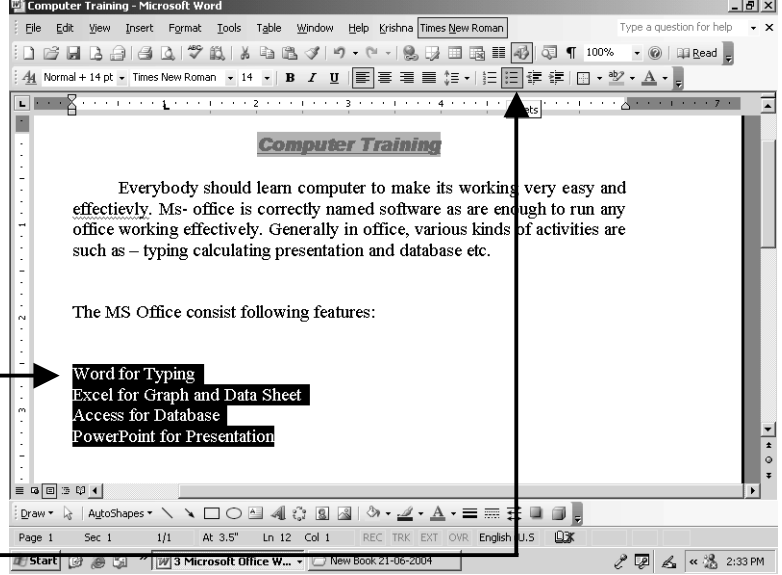 Computer Training - Microsoft Word
File Edit View Insert Format Tools Table Window Help Krishna Times New Roman Type a question for help
100% Read
Normal + 14 pt Times New Roman 14 B I U A
1 2 3 4 7
ets
Computer Training
Everybody should learn computer to make its working very easy and
effectievly. Ms- office is correctly named software as are enough to run any
office working effectively. Generally in office, various kinds of activities are
such as – typing calculating presentation and database etc.
The MS Office consist following features:
Word for Typing
Excel for Graph and Data Sheet
Access for Database
PowerPoint for Presentation
Draw AutoShapes A
Page 1 Sec 1 1/1 At 3.5" Ln 12 Col 1 REC TRK EXT OVR English U.S
Start » 3 Microsoft Office W... New Book 21-06-2004 « 2:33 PM